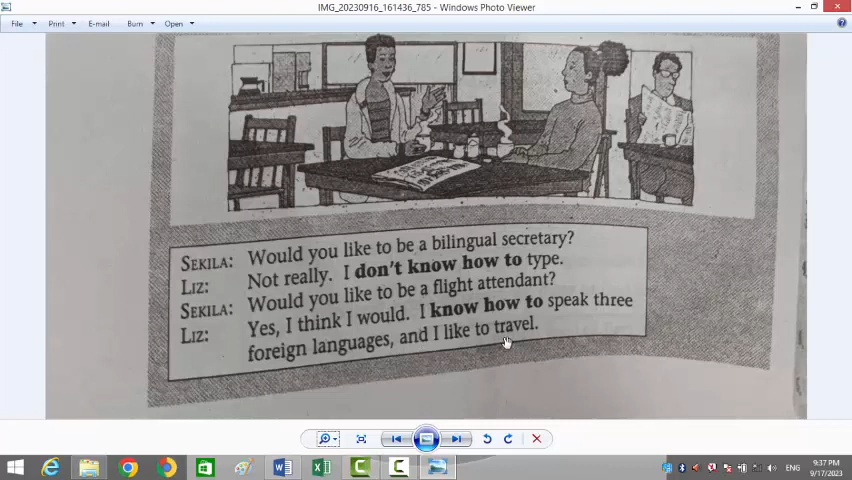 IMG_20230916_161436_785 - Windows Photo Viewer
File Print E-mail Burn Open
SEKILA: Would you like to be a bilingual secretary?
LIZ: Not really. I don't know how to type.
SEKILA: Would you like to be a flight attendant?
LIZ: Yes, I think I would. I know how to speak three
foreign languages, and I like to travel.
ENG
9:37 PM
9/17/2023